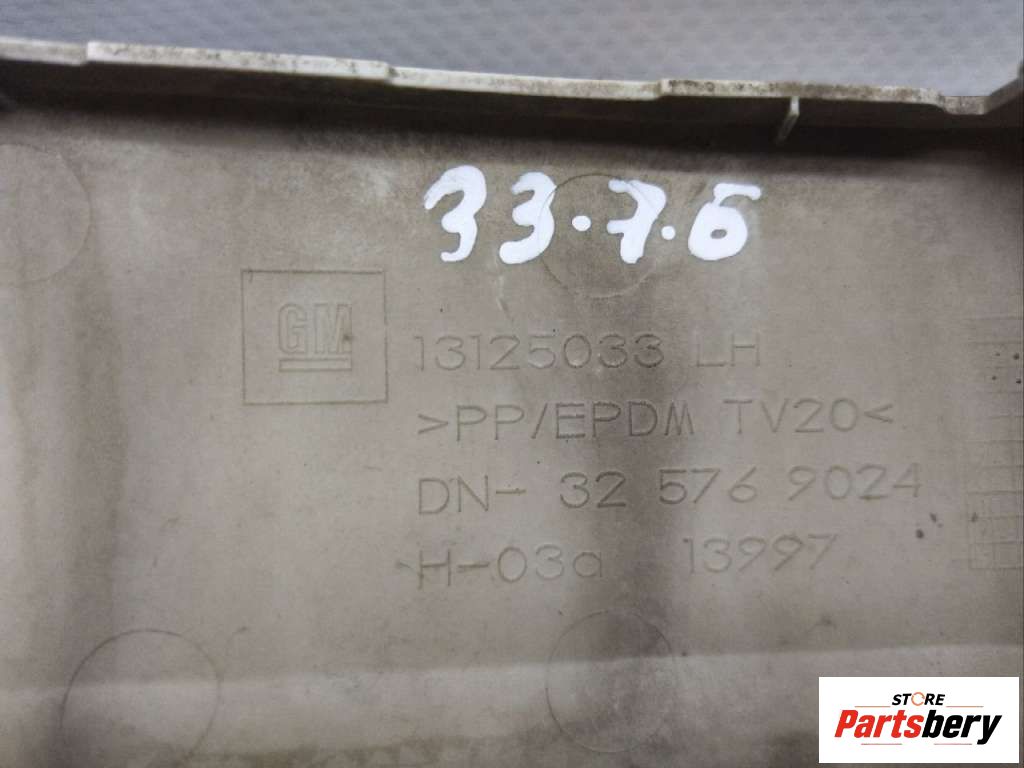 33.7.6
GM
13125033 LH
>PP/EPDM TV20<
DN- 32 576 9024
H-03a 13997
STORE
Partsbery